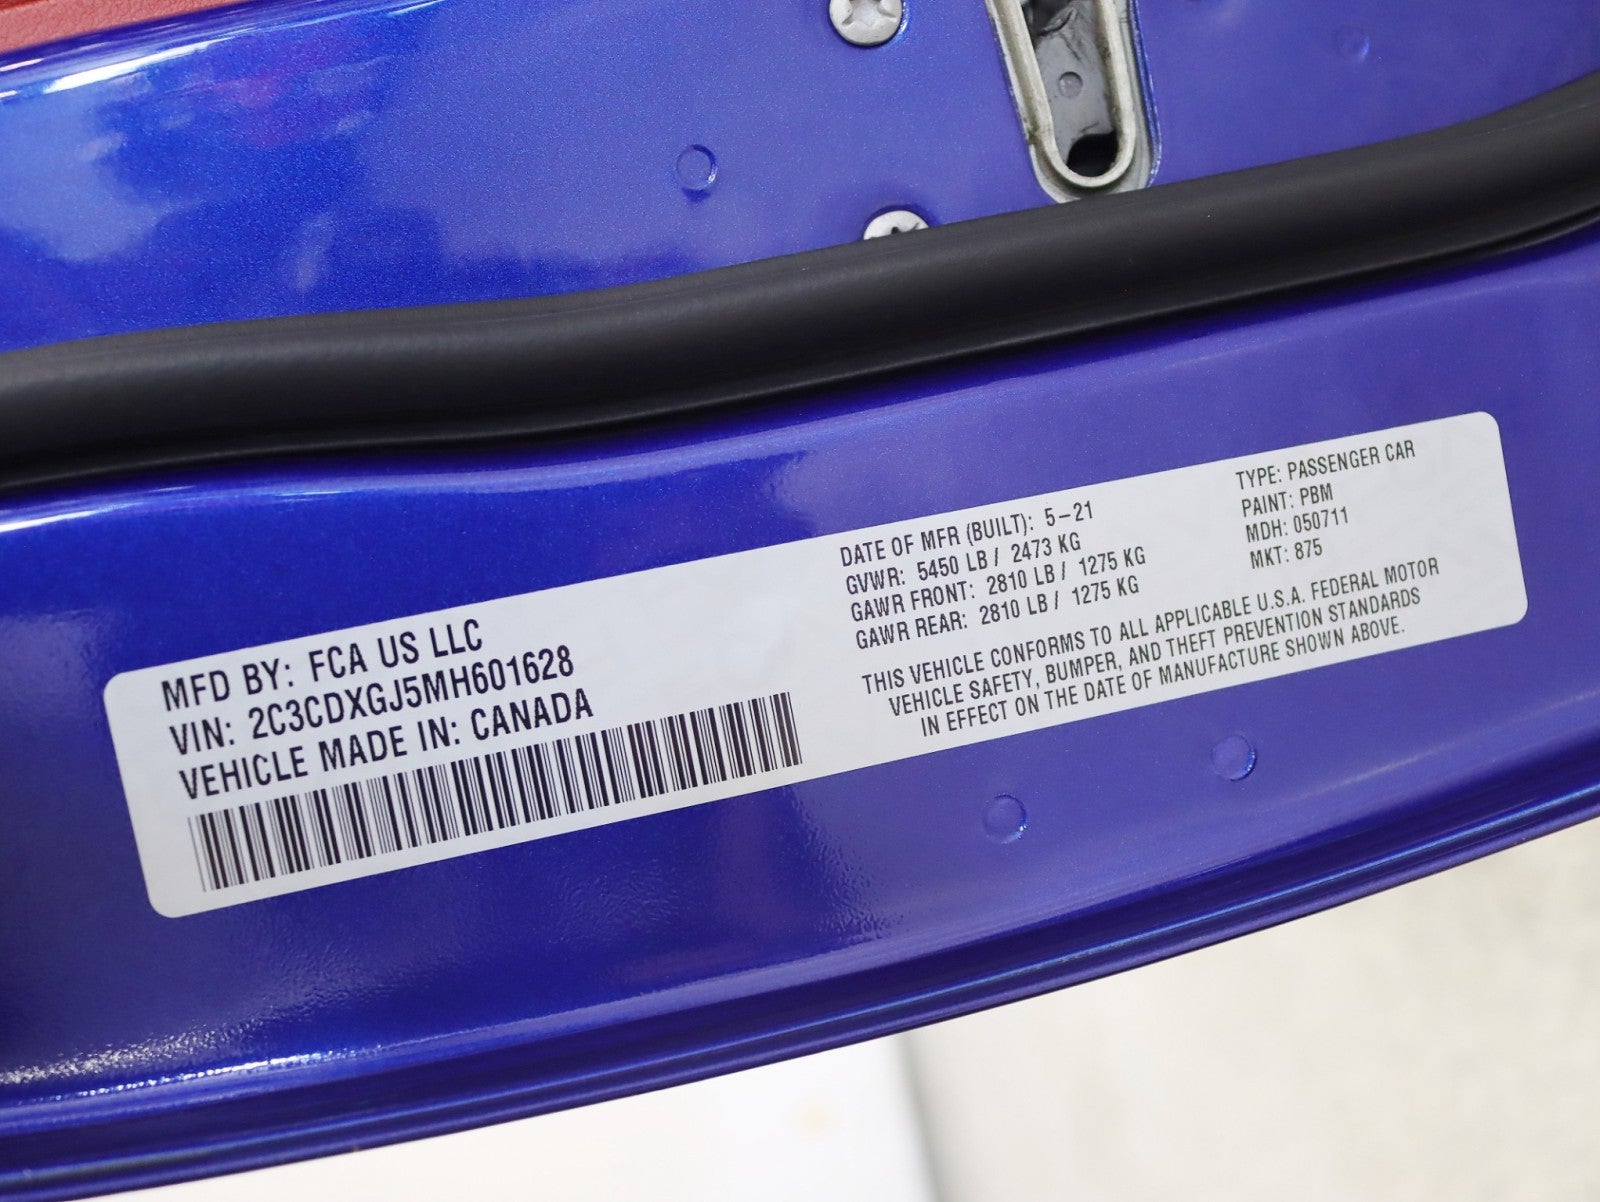 MFD BY: FCA US LLC
VIN: 2C3CDXGJ5MH601628
VEHICLE MADE IN: CANADA
DATE OF MFR (BUILT): 5-21
GVWR: 5450 LB / 2473 KG
GAWR FRONT: 2810 LB / 1275 KG
GAWR REAR: 2810 LB / 1275 KG
TYPE: PASSENGER CAR
PAINT: PBM
MDH: 050711
MKT: 875
THIS VEHICLE CONFORMS TO ALL APPLICABLE U.S.A. FEDERAL MOTOR
VEHICLE SAFETY, BUMPER, AND THEFT PREVENTION STANDARDS
IN EFFECT ON THE DATE OF MANUFACTURE SHOWN ABOVE.